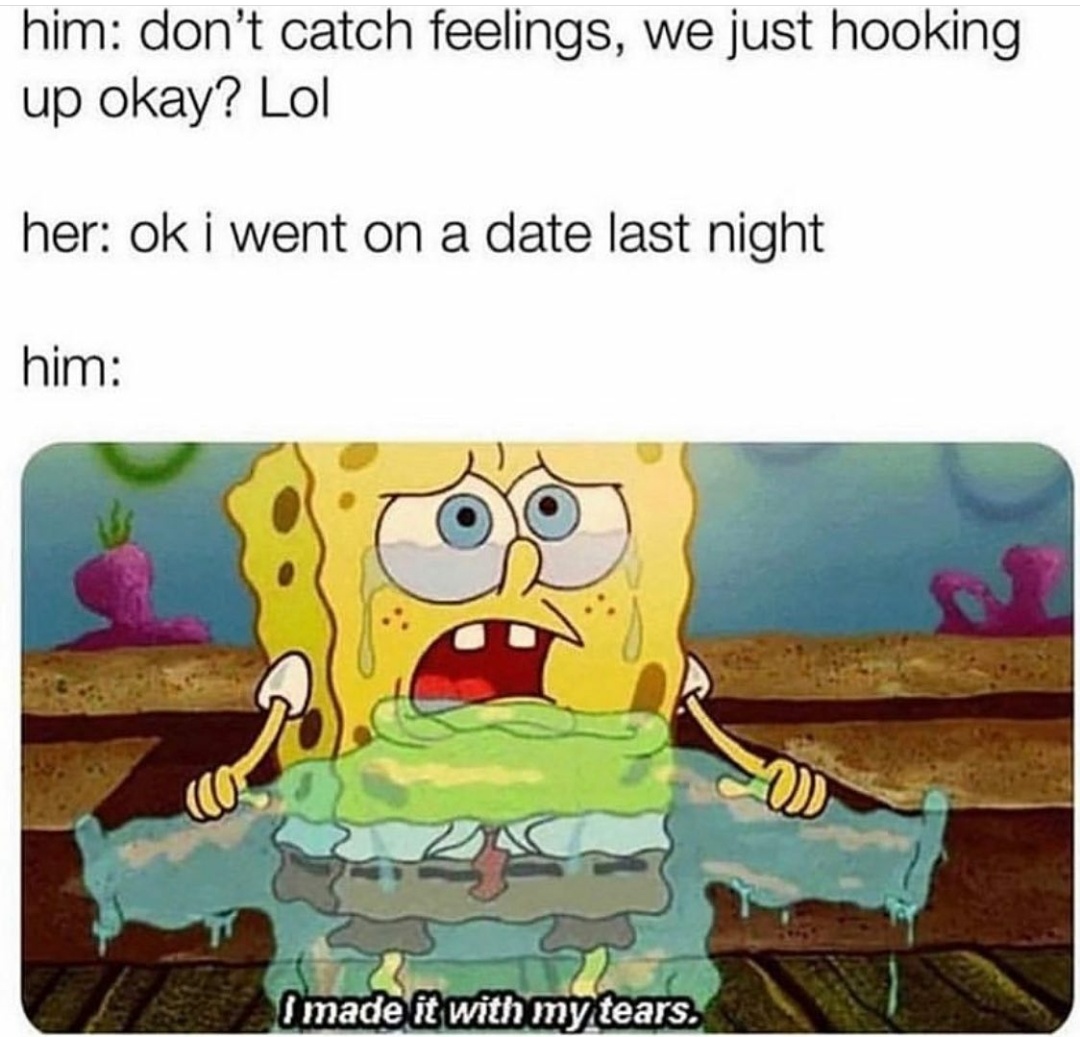 him: don’t catch feelings, we just hooking
up okay? Lol
her: ok i went on a date last night
him:
I made it with my tears.